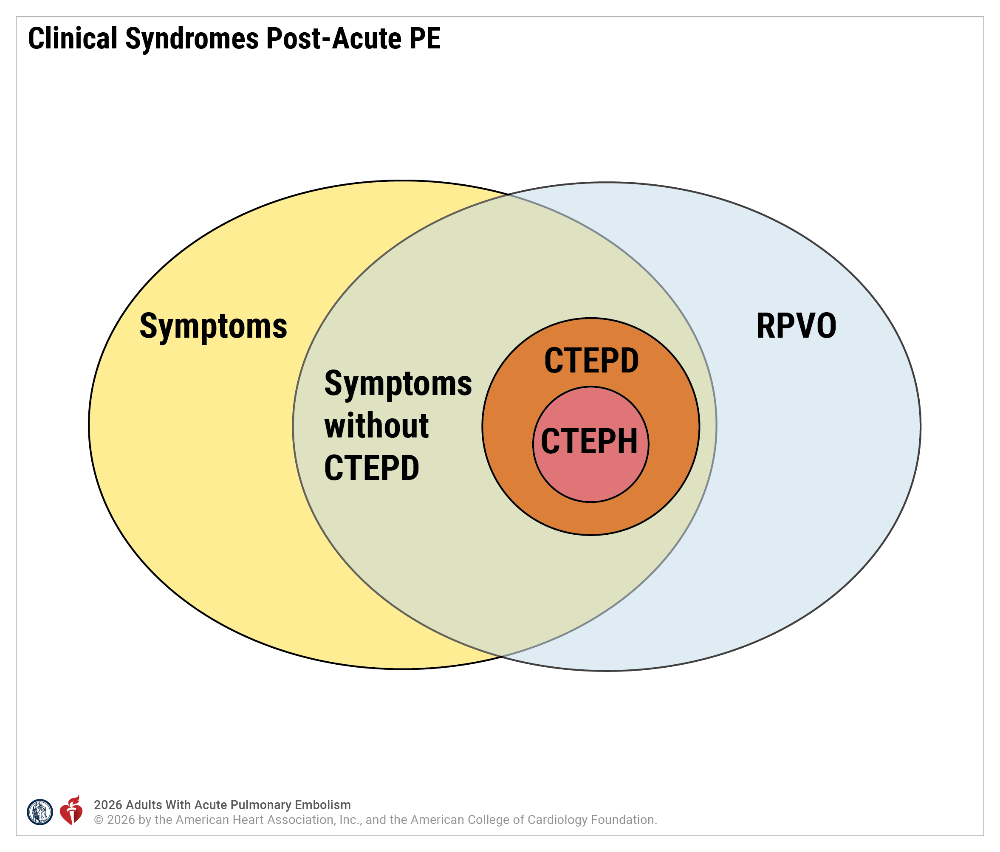 Clinical Syndromes Post-Acute PE
Symptoms
RPVO
CTEPD
Symptoms
without
CTEPD
CTEPH
2026 Adults With Acute Pulmonary Embolism
© 2026 by the American Heart Association, Inc., and the American College of Cardiology Foundation.